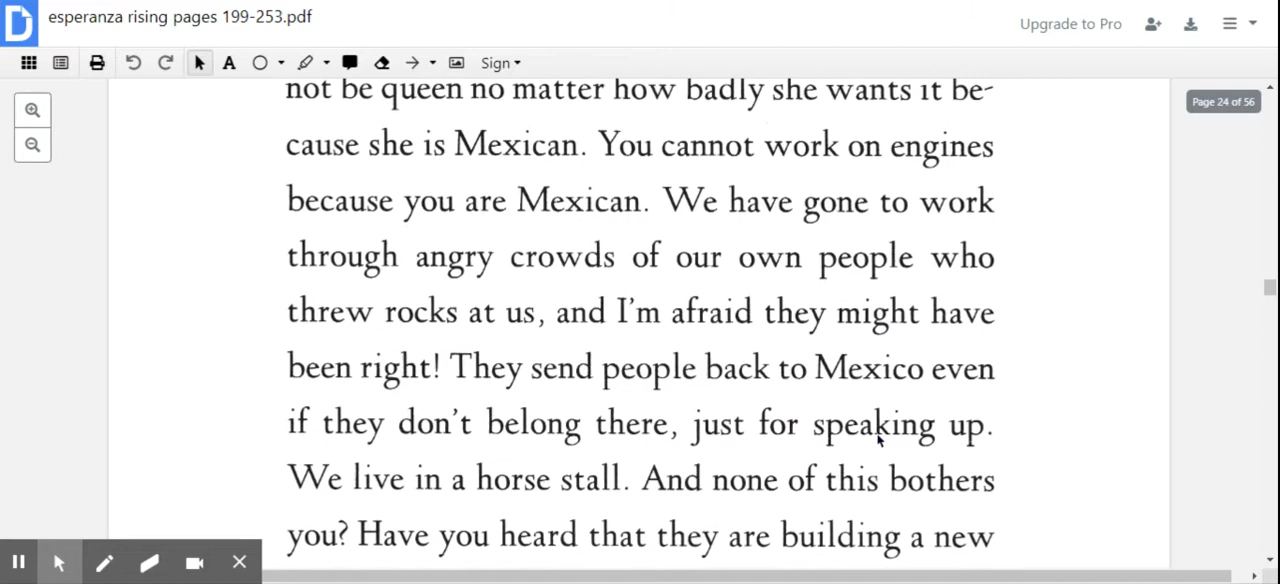 esperanza rising pages 199-253.pdf
Upgrade to Pro
A
Sign
Page 24 of 56
not be queen no matter how badly she wants it be-
cause she is Mexican. You cannot work on engines
because you are Mexican. We have gone to work
through angry crowds of our own people who
threw rocks at us, and I'm afraid they might have
been right! They send people back to Mexico even
if they don't belong there, just for speaking up.
We live in a horse stall. And none of this bothers
you? Have you heard that they are building a new